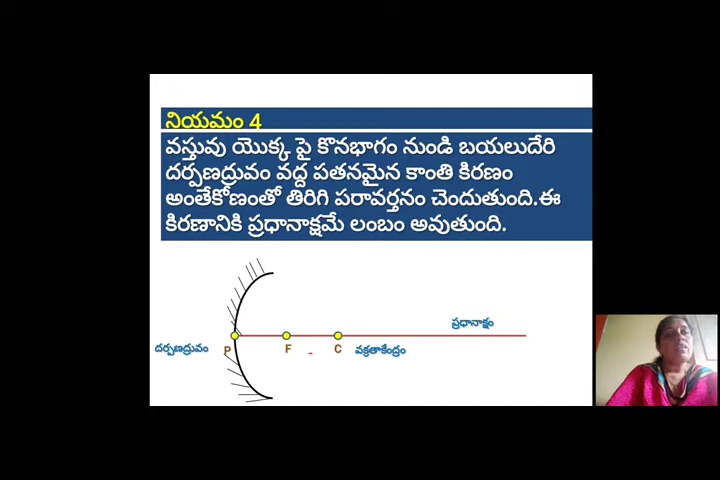 నియమం 4
వస్తువు యొక్క పై కొనభాగం నుండి బయలుదేరి
దర్పణధ్రువం వద్ద పతనమైన కాంతి కిరణం
అంతేకోణంతో తిరిగి పరావర్తనం చెందుతుంది.ఈ
కిరణానికి ప్రధానాక్షమే లంబం అవుతుంది.
ప్రధానాక్షం
దర్పణధ్రువం P F - C వక్రతాకేంద్రం